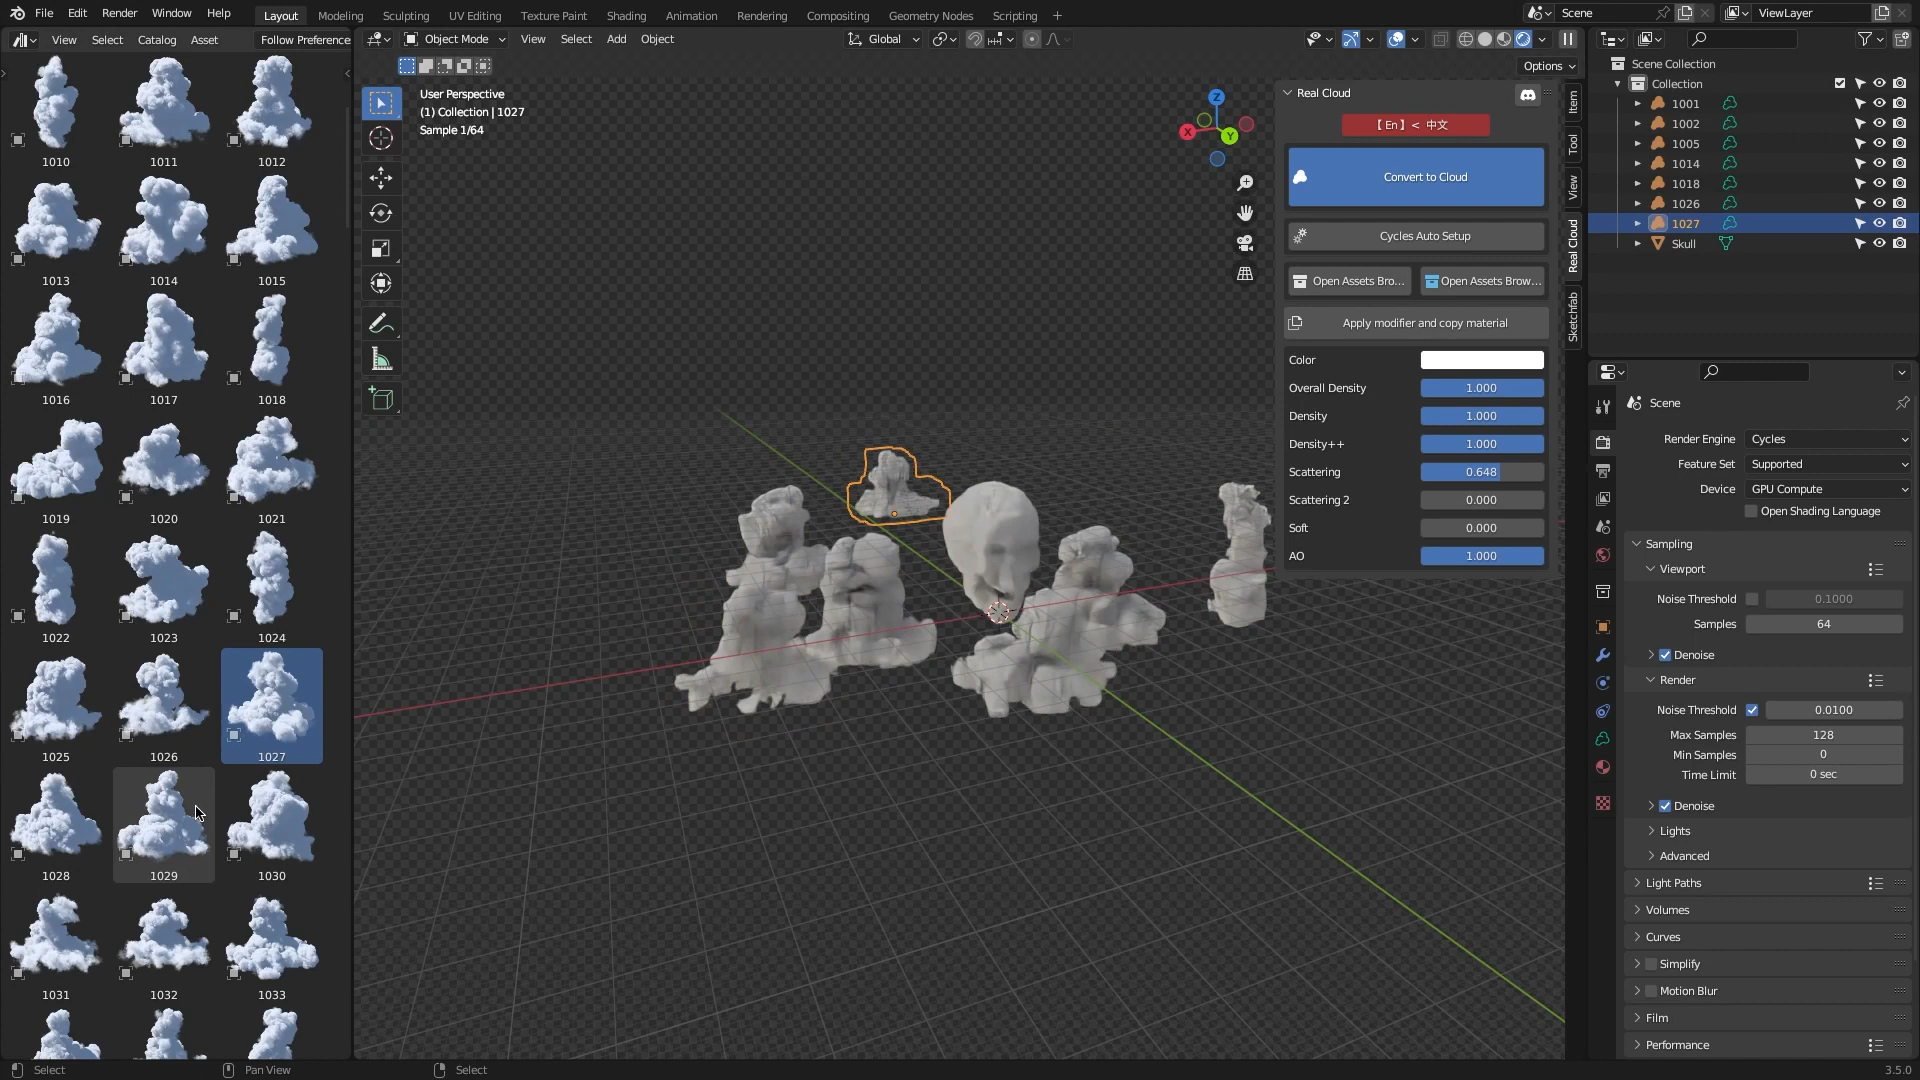 File Edit Render Window Help
Layout Modeling Sculpting UV Editing Texture Paint Shading Animation Rendering Compositing Geometry Nodes Scripting +
Scene
ViewLayer
View Select Catalog Asset Follow Preference
Object Mode View Select Add Object
Global
Options
User Perspective
(1) Collection | 1027
Sample 1/64
Z
X
Y
1010 1011 1012
1013 1014 1015
1016 1017 1018
1019 1020 1021
1022 1023 1024
1025 1026 1027
1028 1029 1030
1031 1032 1033
Real Cloud
【En】< 中文
Convert to Cloud
Cycles Auto Setup
Open Assets Bro... Open Assets Brow...
Apply modifier and copy material
Color
Overall Density 1.000
Density 1.000
Density++ 1.000
Scattering 0.648
Scattering 2 0.000
Soft 0.000
AO 1.000
Item
Tool
View
Real Cloud
Sketchfab
Scene Collection
Collection
1001
1002
1005
1014
1018
1026
1027
Skull
Scene
Render Engine Cycles
Feature Set Supported
Device GPU Compute
Open Shading Language
Sampling
Viewport
Noise Threshold 0.1000
Samples 64
Denoise
Render
Noise Threshold 0.0100
Max Samples 128
Min Samples 0
Time Limit 0 sec
Denoise
Lights
Advanced
Light Paths
Volumes
Curves
Simplify
Motion Blur
Film
Performance
Select Pan View Select
3.5.0